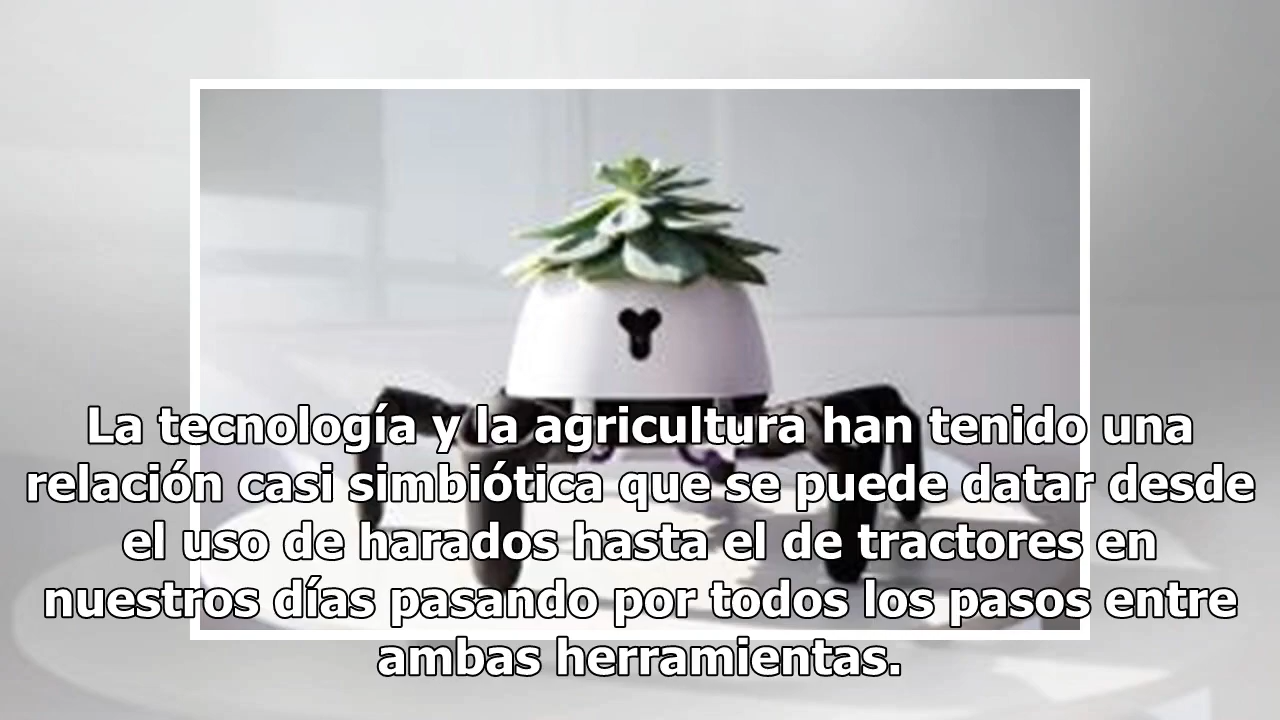 La tecnología y la agricultura han tenido una
relación casi simbiótica que se puede datar desde
el uso de harados hasta el de tractores en
nuestros días pasando por todos los pasos entre
ambas herramientas.